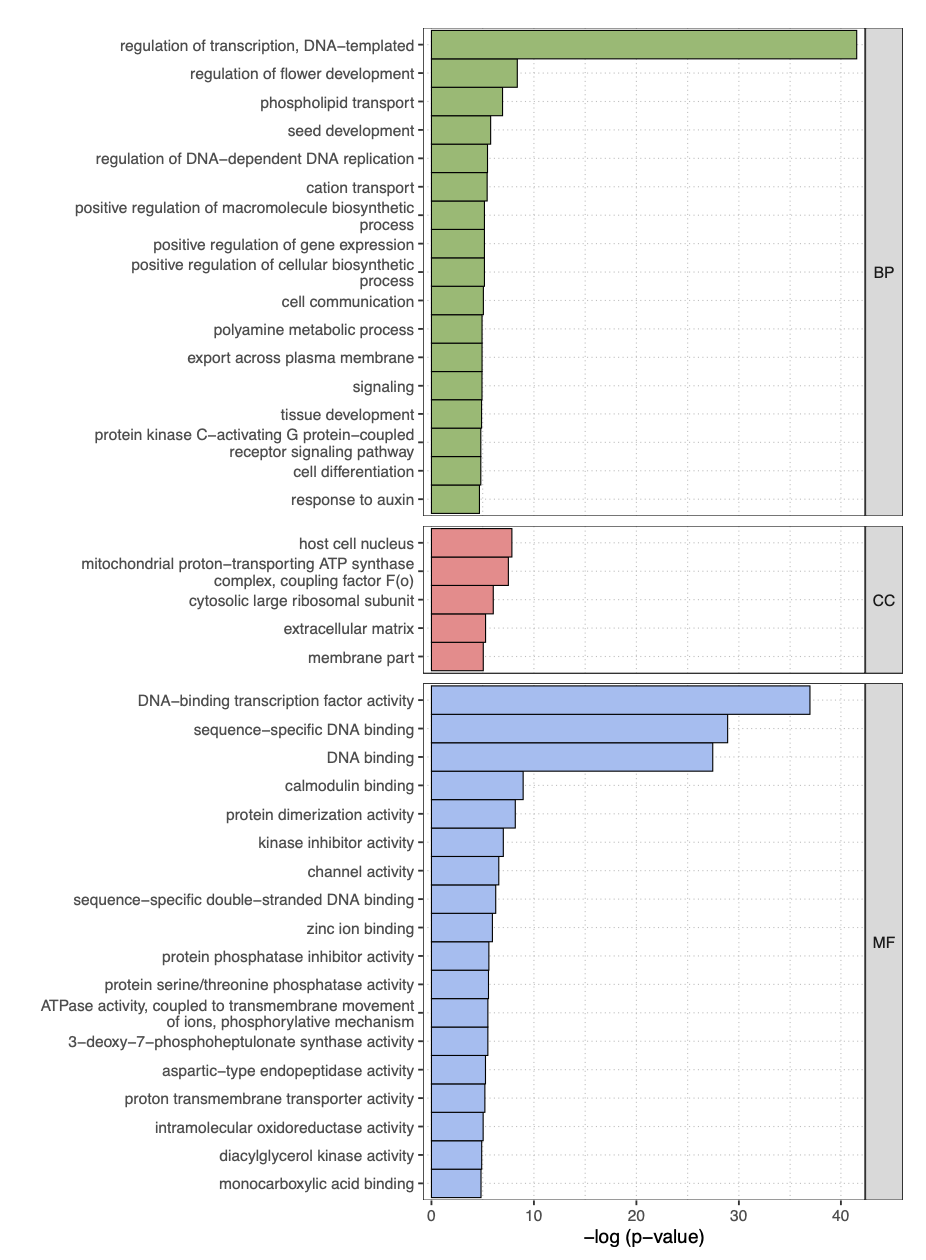 regulation of transcription, DNA−templated
regulation of flower development
phospholipid transport
seed development
regulation of DNA−dependent DNA replication
cation transport
positive regulation of macromolecule biosynthetic
process
positive regulation of gene expression
positive regulation of cellular biosynthetic
process
cell communication
polyamine metabolic process
export across plasma membrane
signaling
tissue development
protein kinase C−activating G protein−coupled
receptor signaling pathway
cell differentiation
response to auxin
BP
host cell nucleus
mitochondrial proton−transporting ATP synthase
complex, coupling factor F(o)
cytosolic large ribosomal subunit
extracellular matrix
membrane part
CC
DNA−binding transcription factor activity
sequence−specific DNA binding
DNA binding
calmodulin binding
protein dimerization activity
kinase inhibitor activity
channel activity
sequence−specific double−stranded DNA binding
zinc ion binding
protein phosphatase inhibitor activity
protein serine/threonine phosphatase activity
ATPase activity, coupled to transmembrane movement
of ions, phosphorylative mechanism
3−deoxy−7−phosphoheptulonate synthase activity
aspartic−type endopeptidase activity
proton transmembrane transporter activity
intramolecular oxidoreductase activity
diacylglycerol kinase activity
monocarboxylic acid binding
MF
0 10 20 30 40
−log (p−value)